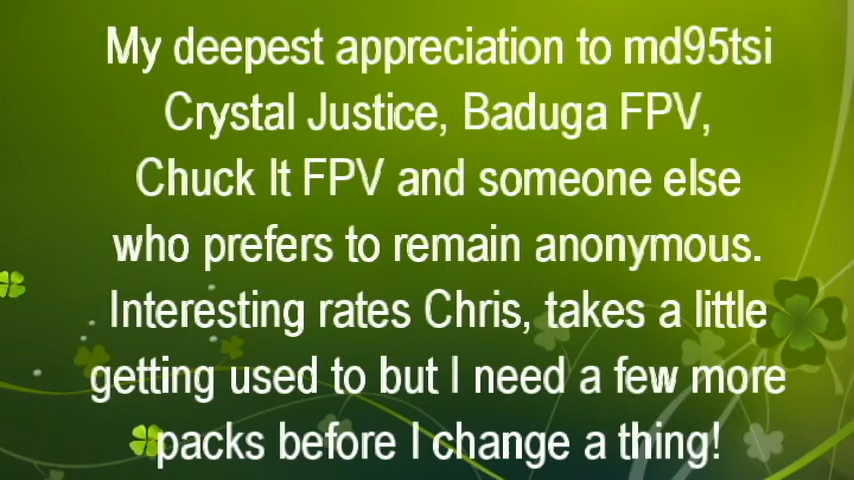 My deepest appreciation to md95tsi
Crystal Justice, Baduga FPV,
Chuck It FPV and someone else
who prefers to remain anonymous.
Interesting rates Chris, takes a little
getting used to but I need a few more
packs before I change a thing!